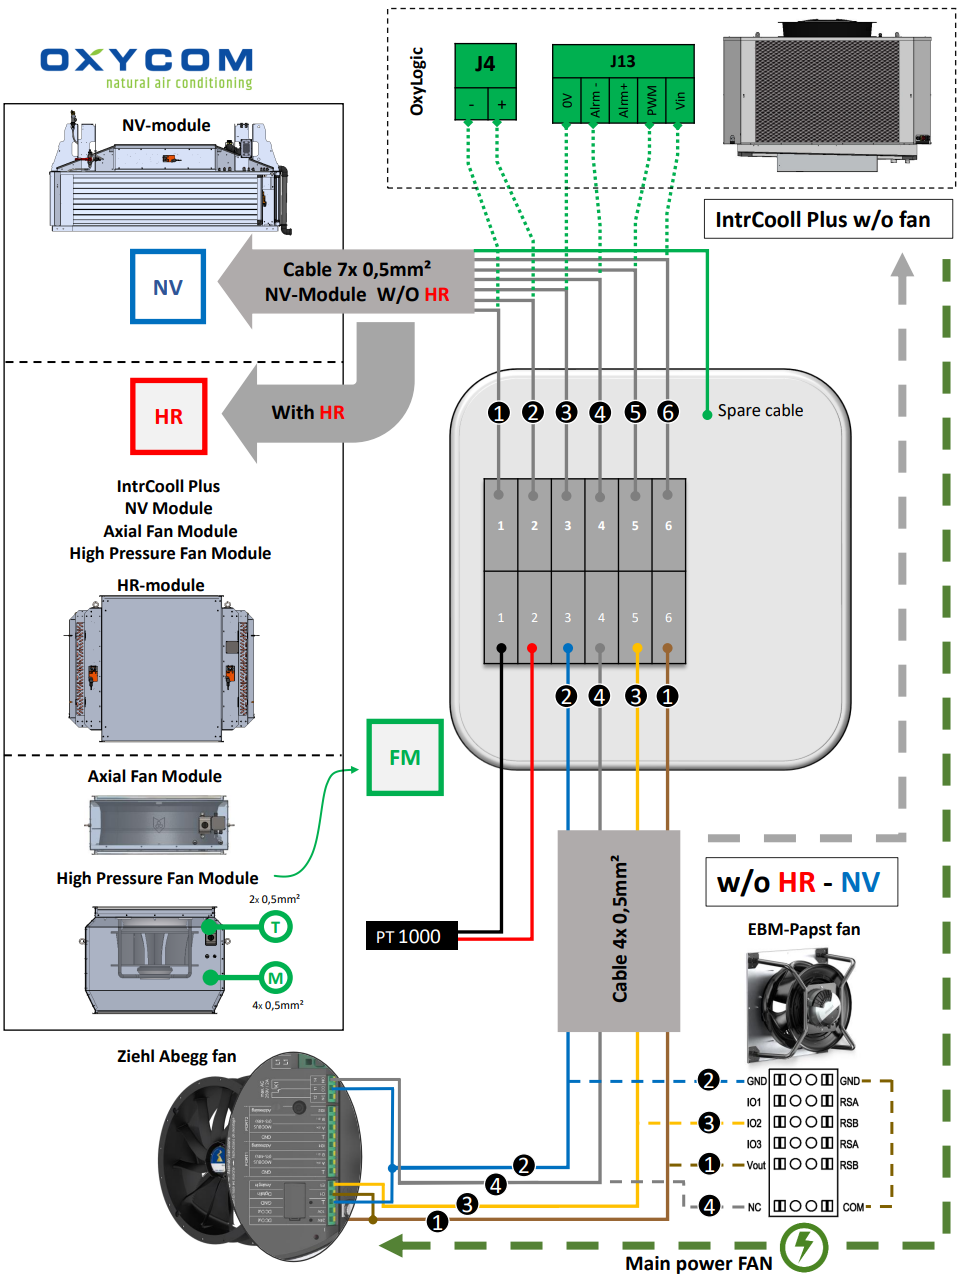 OXYCOM
natural air conditioning
OxyLogic
J4
-
+
J13
0V
Alrm -
Alrm+
PWM
Vin
IntrCooll Plus w/o fan
NV-module
NV
Cable 7x 0,5mm²
NV-Module W/O HR
HR
With HR
1
2
3
4
5
6
Spare cable
IntrCooll Plus
NV Module
Axial Fan Module
High Pressure Fan Module
HR-module
1
2
3
4
5
6
1
2
3
4
5
6
2
4
3
1
FM
Axial Fan Module
High Pressure Fan Module
2x 0,5mm²
T
M
4x 0,5mm²
PT 1000
Cable 4x 0,5mm²
w/o HR - NV
EBM-Papst fan
Ziehl Abegg fan
2
4
3
1
2
3
1
4
GND
IO1
IO2
IO3
Vout
NC
GND
RSA
RSB
RSA
RSB
COM
Main power FAN